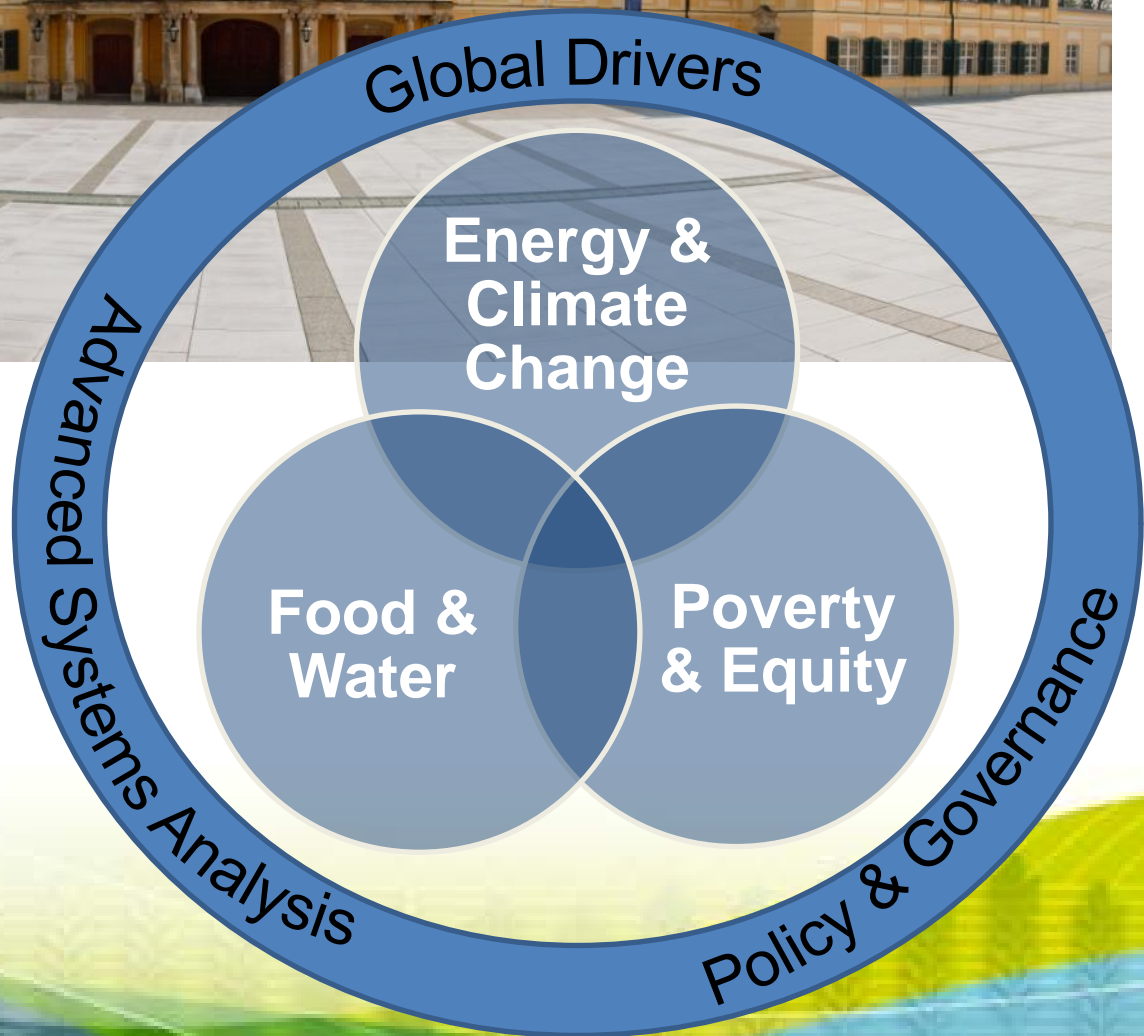 Global Drivers
Energy &
Climate
Change
Food &
Water
Poverty
& Equity
Advanced Systems Analysis
Policy & Governance